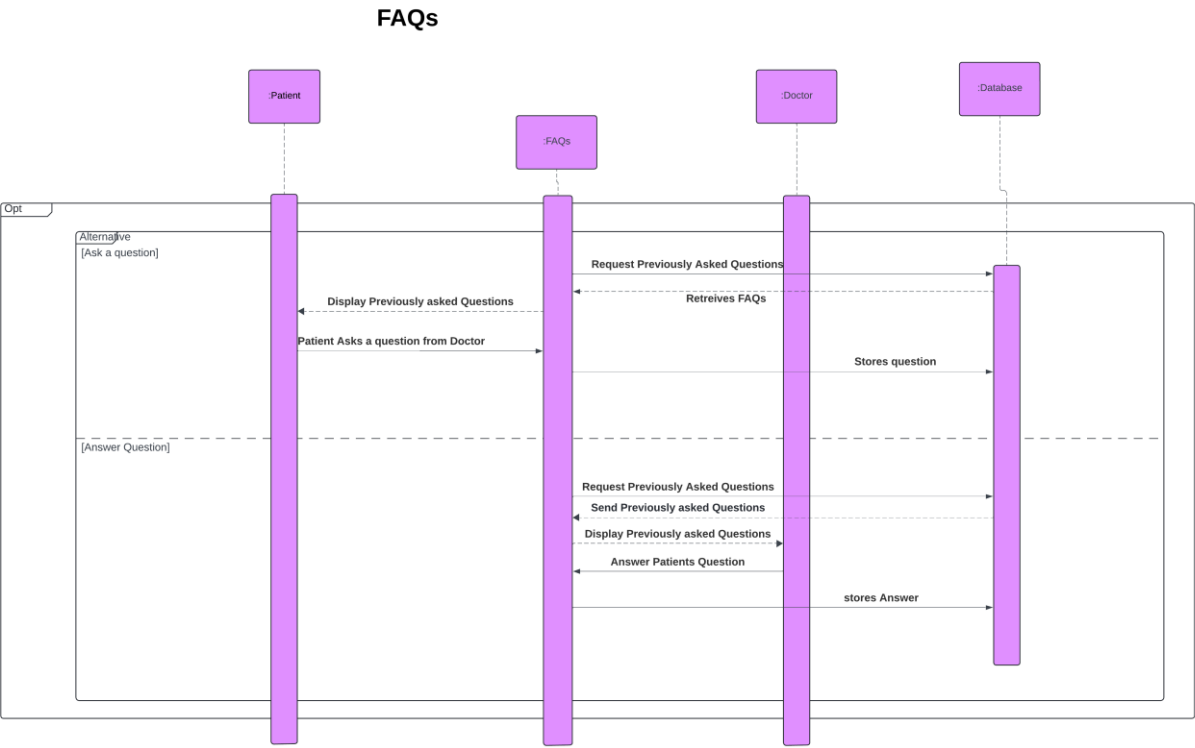 FAQs
:Patient
:FAQs
:Doctor
:Database
Opt
Alternative
[Ask a question]
Request Previously Asked Questions
Retreives FAQs
Display Previously asked Questions
Patient Asks a question from Doctor
Stores question
[Answer Question]
Request Previously Asked Questions
Send Previously asked Questions
Display Previously asked Questions
Answer Patients Question
stores Answer